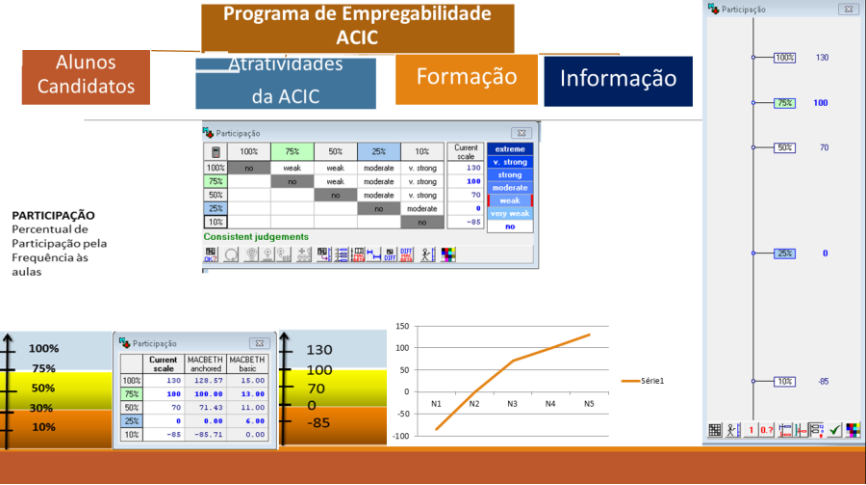 Programa de Empregabilidade
ACIC
Alunos
Candidatos
Atratividades
da ACIC
Formação
Informação
PARTICIPAÇÃO
Percentual de
Participação pela
Frequência às
aulas
Participação
100% 75% 50% 25% 10% Current scale
100% no weak weak moderate v. strong 130
75% no weak moderate v. strong 100
50% no moderate v. strong 70
25% no moderate 0
10% no -85
extreme
v. strong
strong
moderate
weak
very weak
no
Consistent judgements
100%
75%
50%
30%
10%
Participação
Current scale MACBETH anchored MACBETH basic
100% 130 128.57 15.00
75% 100 100.00 13.00
50% 70 71.43 11.00
25% 0 0.00 6.00
10% -85 -85.71 0.00
130
100
70
0
-85
150
100
50
0
-50
-100
N1 N2 N3 N4 N5
Série1
Participação
100% 130
75% 100
50% 70
25% 0
10% -85
1 0.?